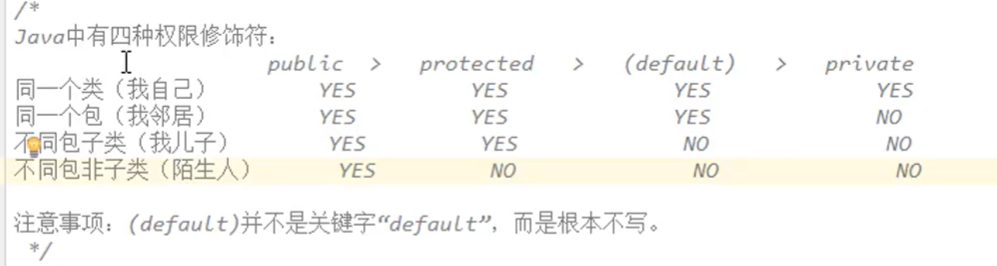 /*
Java中有四种权限修饰符：
public > protected > (default) > private
同一个类（我自己） YES YES YES YES
同一个包（我邻居） YES YES YES NO
不同包子类（我儿子） YES YES NO NO
不同包非子类（陌生人） YES NO NO NO
注意事项：(default)并不是关键字“default”，而是根本不写。
*/